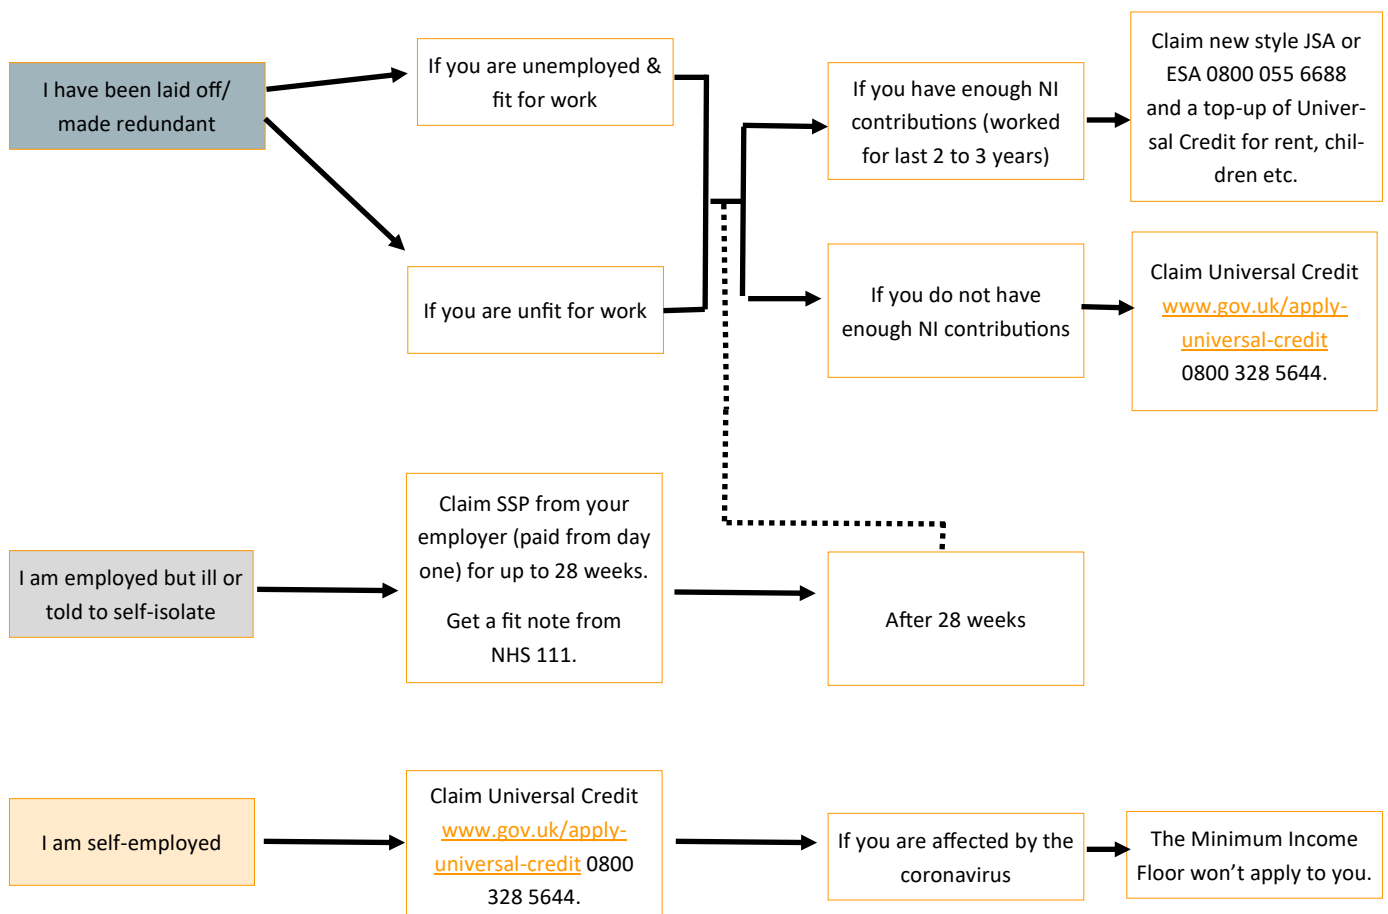 I have been laid off/
made redundant
If you are unemployed &
fit for work
If you are unfit for work
If you have enough NI
contributions (worked
for last 2 to 3 years)
Claim new style JSA or
ESA 0800 055 6688
and a top-up of Univer-
sal Credit for rent, chil-
dren etc.
If you do not have
enough NI contributions
Claim Universal Credit
www.gov.uk/apply-
universal-credit
0800 328 5644.
I am employed but ill or
told to self-isolate
Claim SSP from your
employer (paid from day
one) for up to 28 weeks.
Get a fit note from
NHS 111.
After 28 weeks
I am self-employed
Claim Universal Credit
www.gov.uk/apply-
universal-credit 0800
328 5644.
If you are affected by the
coronavirus
The Minimum Income
Floor won’t apply to you.